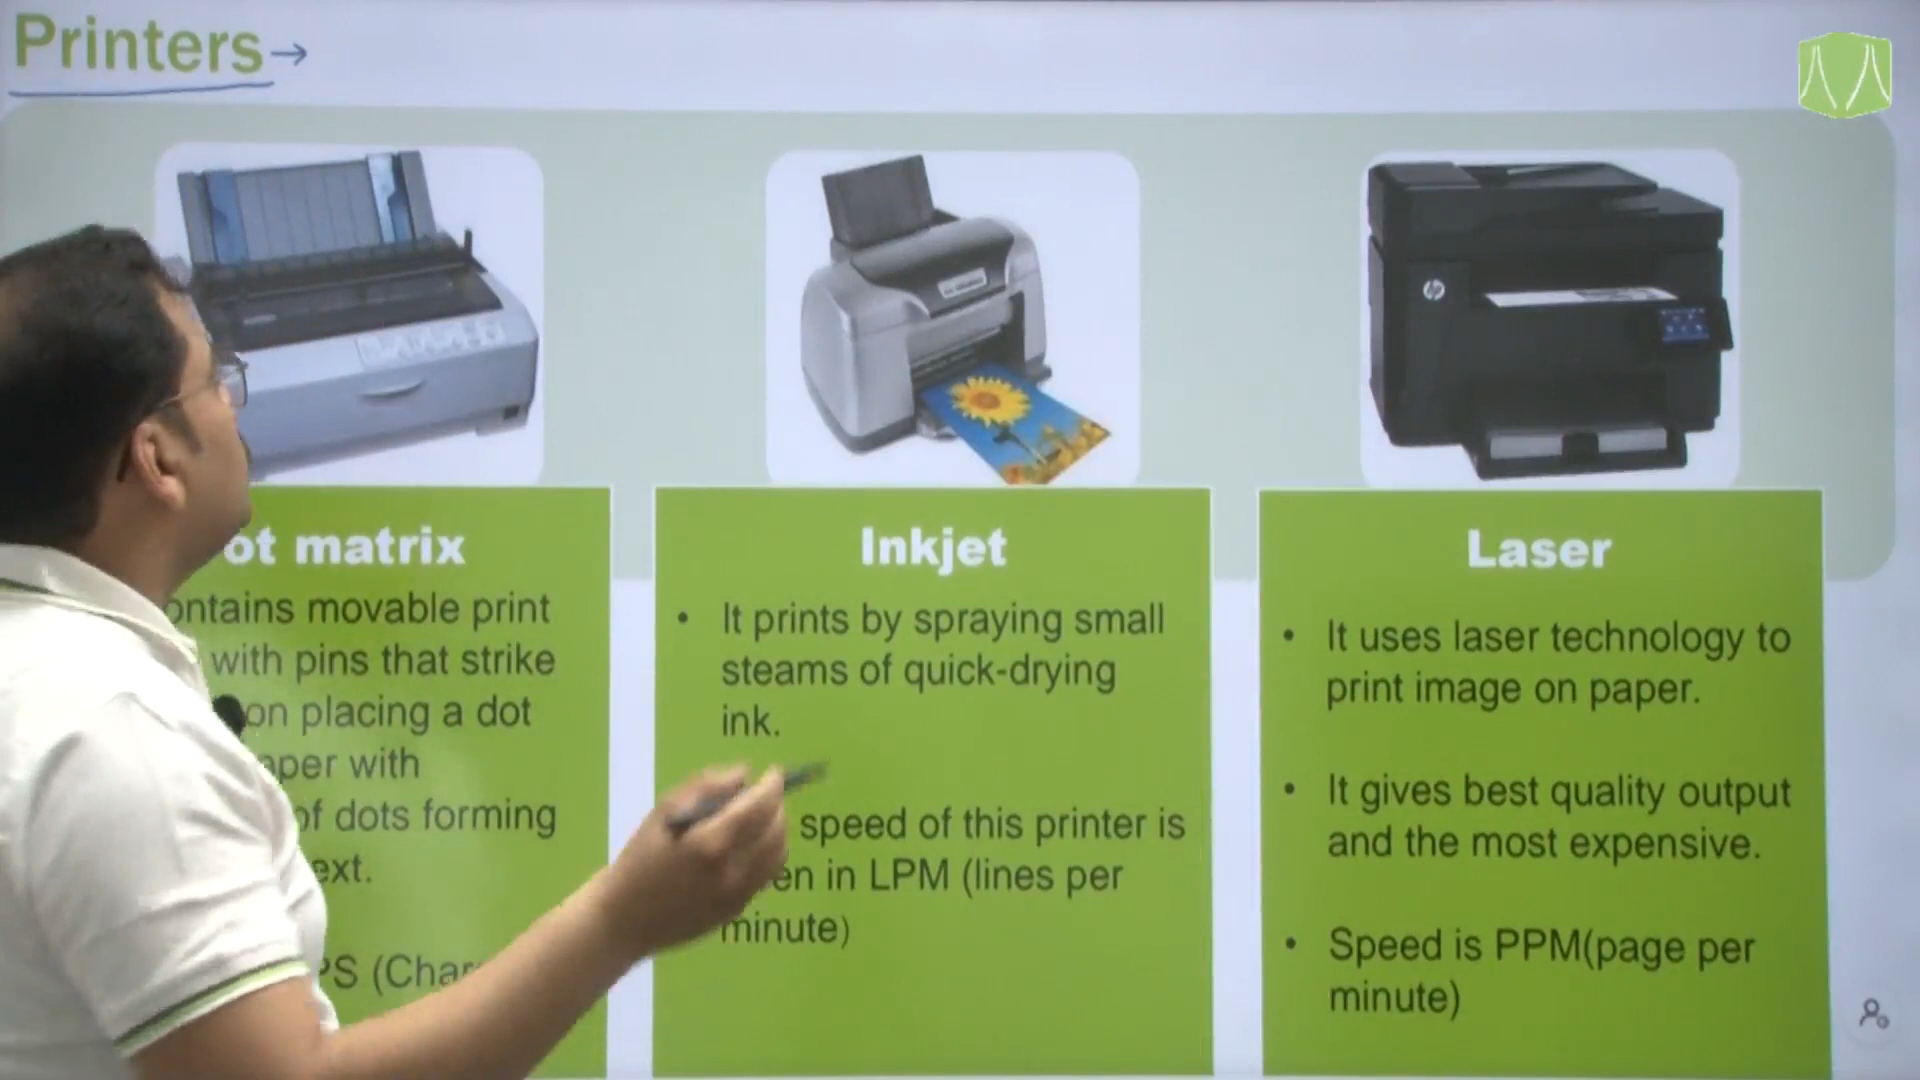 Printers
ot matrix
ontains movable print
with pins that strike
on placing a dot
aper with
of dots forming
ext.
PS (Char
Inkjet
It prints by spraying small
steams of quick-drying
ink.
speed of this printer is
en in LPM (lines per
minute)
hp
Laser
It uses laser technology to
print image on paper.
It gives best quality output
and the most expensive.
Speed is PPM(page per
minute)